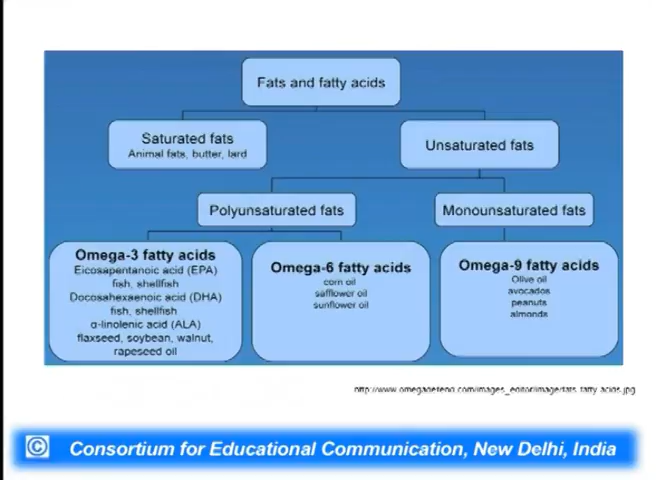 Fats and fatty acids
Saturated fats
Animal fats, butter, lard
Unsaturated fats
Polyunsaturated fats
Monounsaturated fats
Omega-3 fatty acids
Eicosapentanoic acid (EPA)
fish, shellfish
Docosahexaenoic acid (DHA)
fish, shellfish
α-linolenic acid (ALA)
flaxseed, soybean, walnut,
rapeseed oil
Omega-6 fatty acids
corn oil
safflower oil
sunflower oil
Omega-9 fatty acids
Olive oil
avocados
peanuts
almonds
© Consortium for Educational Communication, New Delhi, India